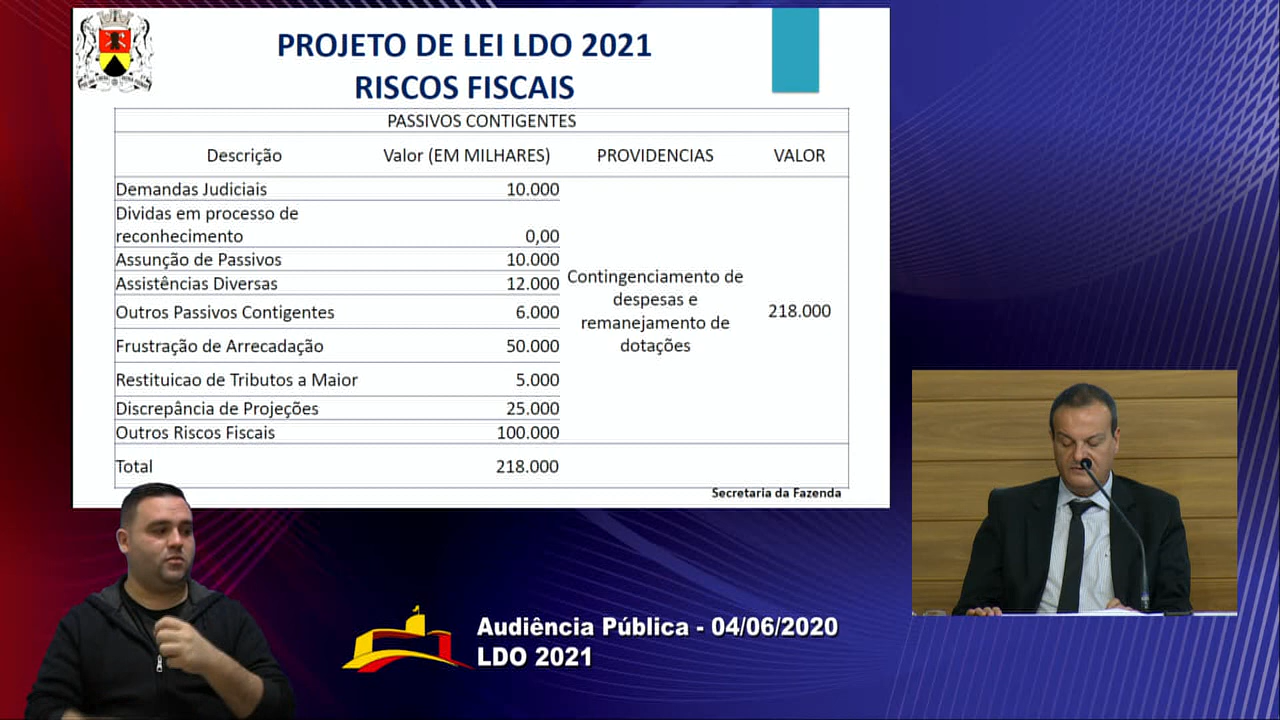 PROJETO DE LEI LDO 2021
RISCOS FISCAIS
PASSIVOS CONTIGENTES
Descrição Valor (EM MILHARES) PROVIDENCIAS VALOR
Demandas Judiciais 10.000
Dividas em processo de
reconhecimento 0,00
Assunção de Passivos 10.000
Assistências Diversas 12.000
Outros Passivos Contigentes 6.000
Frustração de Arrecadação 50.000
Restituicao de Tributos a Maior 5.000
Discrepância de Projeções 25.000
Outros Riscos Fiscais 100.000
Contingenciamento de
despesas e
remanejamento de
dotações
218.000
Total 218.000
Secretaria da Fazenda
Audiência Pública - 04/06/2020
LDO 2021